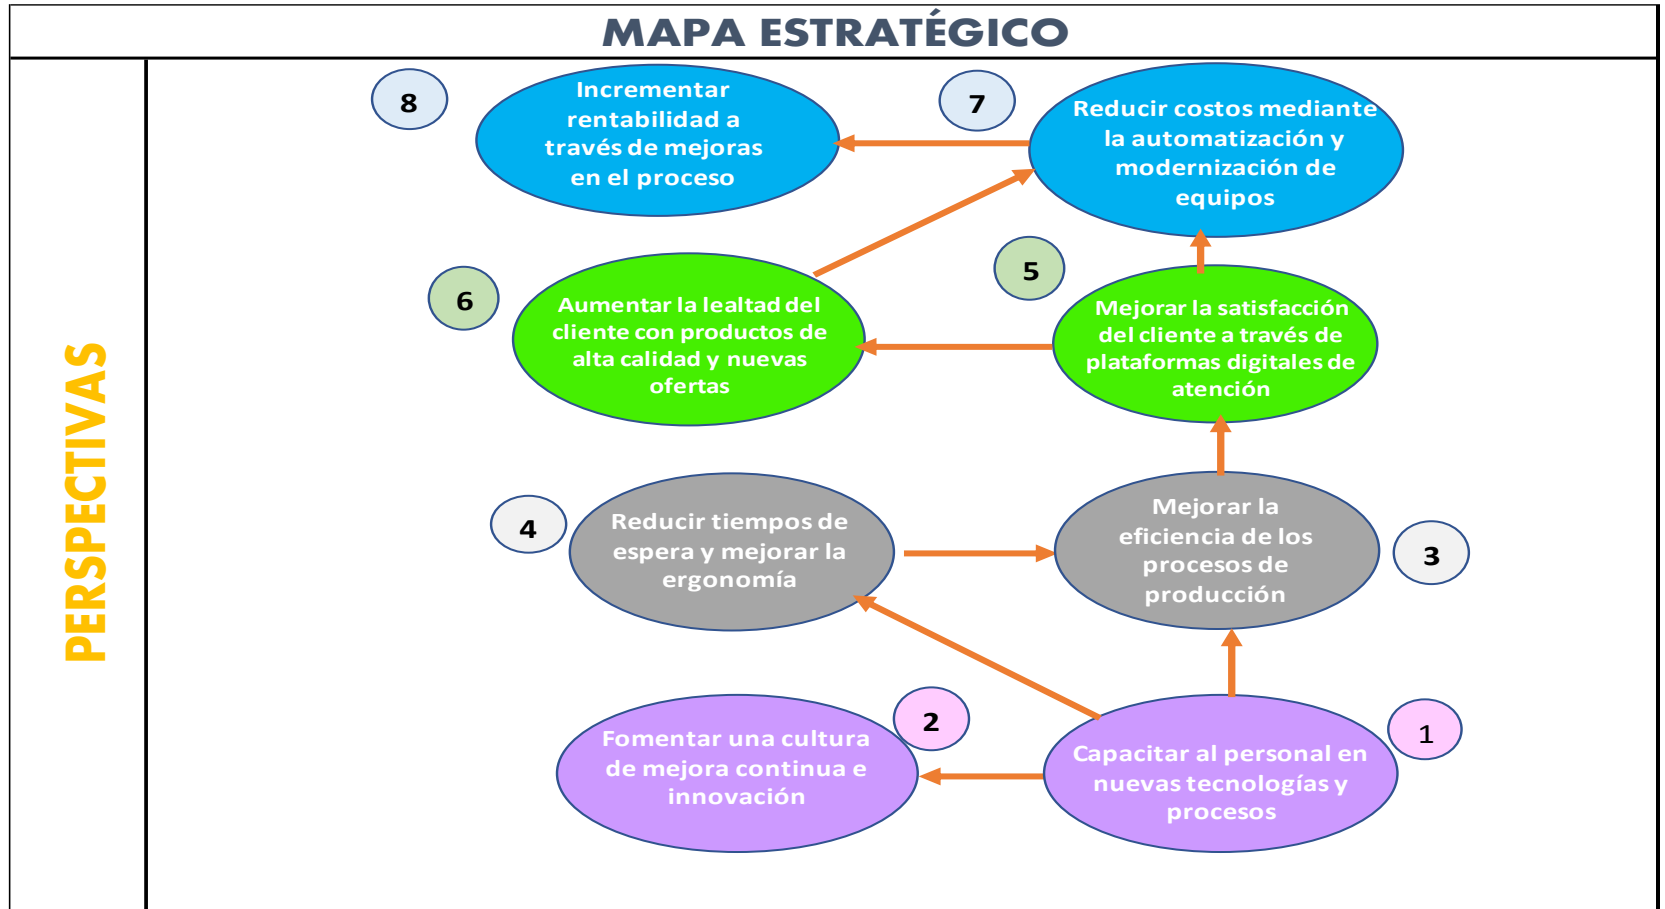 MAPA ESTRATÉGICO
PERSPECTIVAS
8
Incrementar
rentabilidad a
través de mejoras
en el proceso
7
Reducir costos mediante
la automatización y
modernización de
equipos
6
Aumentar la lealtad del
cliente con productos de
alta calidad y nuevas
ofertas
5
Mejorar la satisfacción
del cliente a través de
plataformas digitales de
atención
4
Reducir tiempos de
espera y mejorar la
ergonomía
Mejorar la
eficiencia de los
procesos de
producción
3
Fomentar una cultura
de mejora continua e
innovación
2
Capacitar al personal en
nuevas tecnologías y
procesos
1